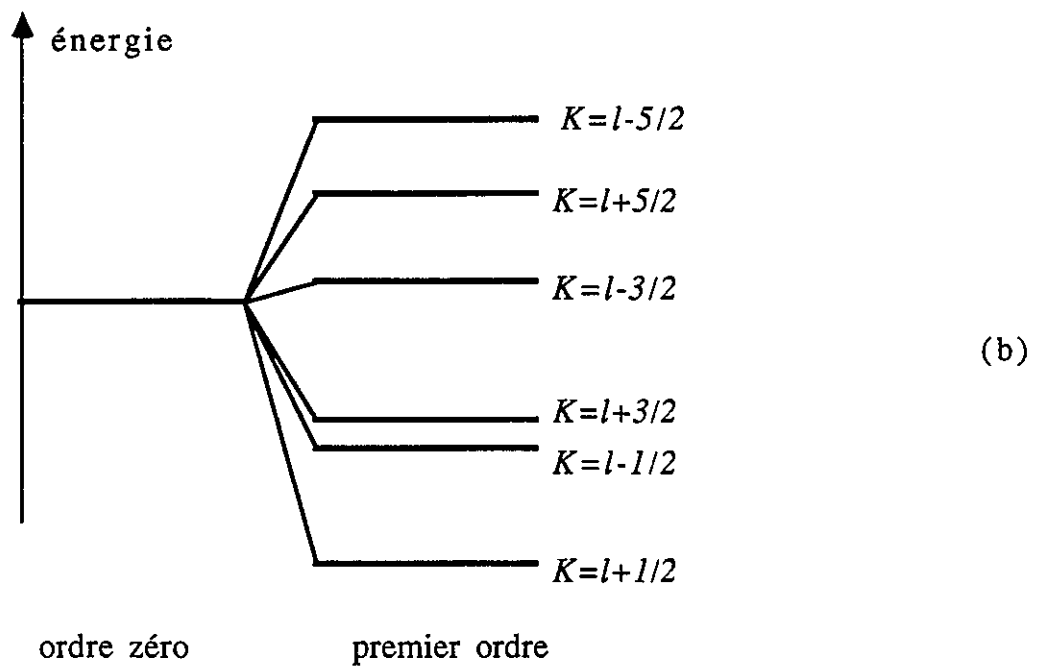 énergie
K=l-5/2
K=l+5/2
K=l-3/2
(b)
K=l+3/2
K=l-1/2
K=l+1/2
ordre zéro premier ordre